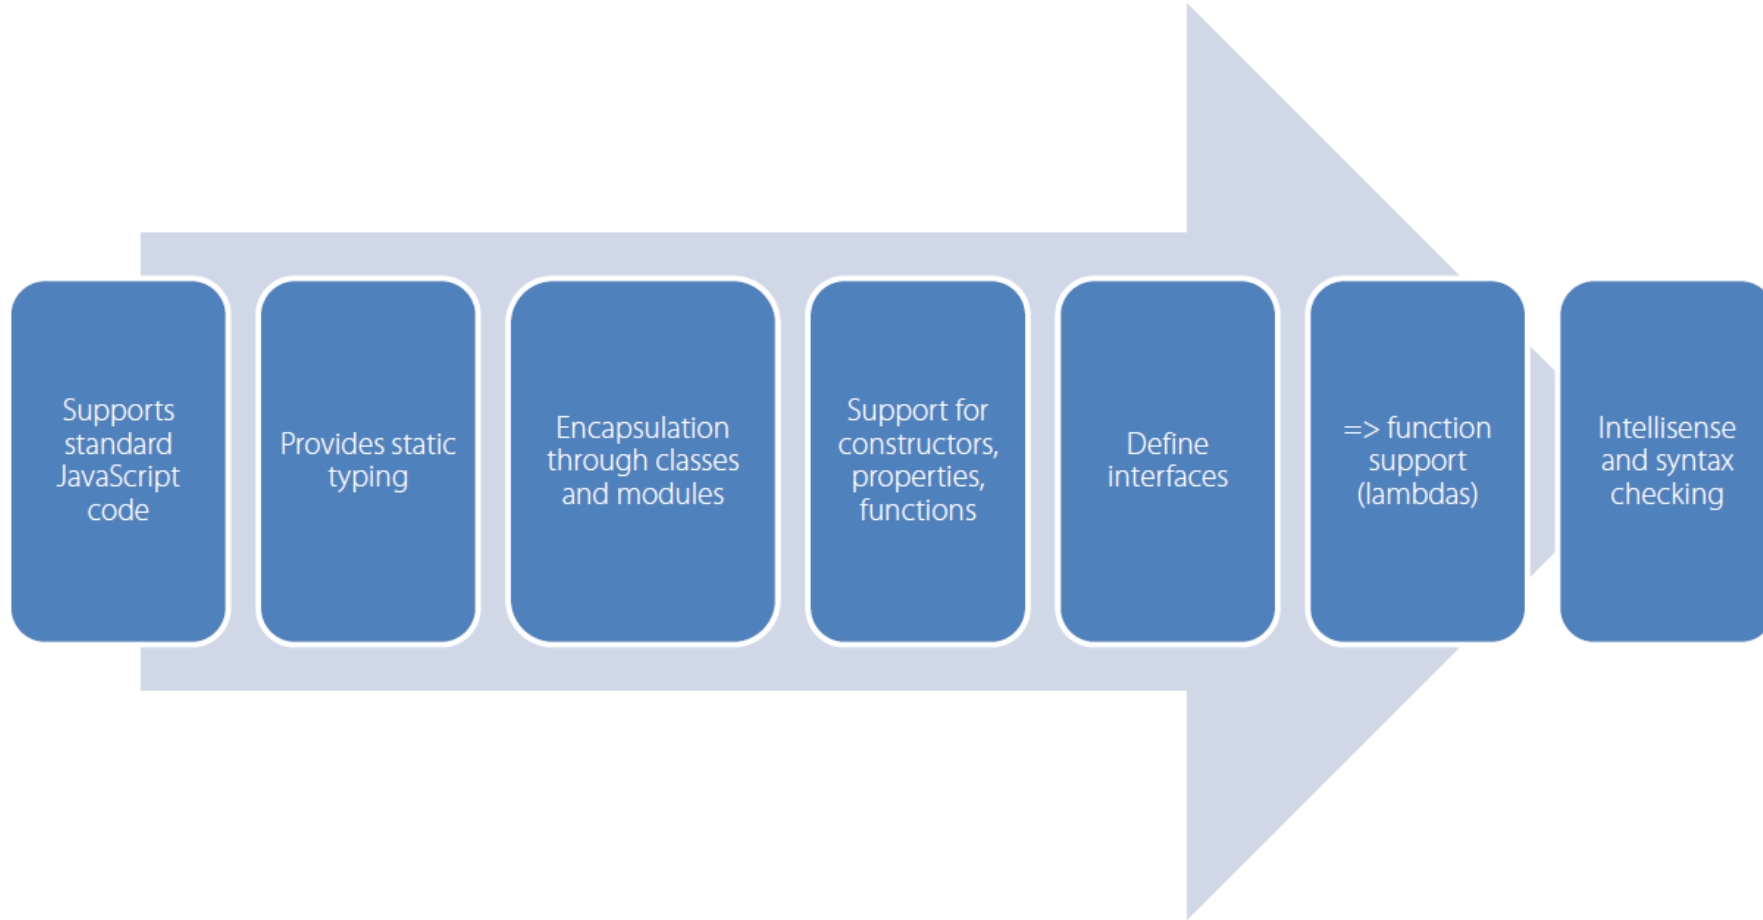 Supports
standard
JavaScript
code
Provides static
typing
Encapsulation
through classes
and modules
Support for
constructors,
properties,
functions
Define
interfaces
=> function
support
(lambdas)
Intellisense
and syntax
checking